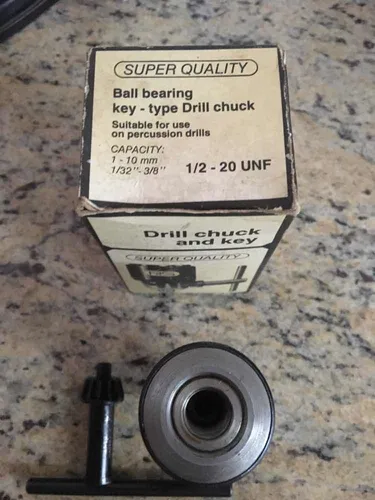 SUPER QUALITY
Ball bearing
key - type Drill chuck
Suitable for use
on percussion drills
CAPACITY:
1 - 10 mm
1/32"- 3/8"
1/2 - 20 UNF
Drill chuck
and key
SUPER QUALITY